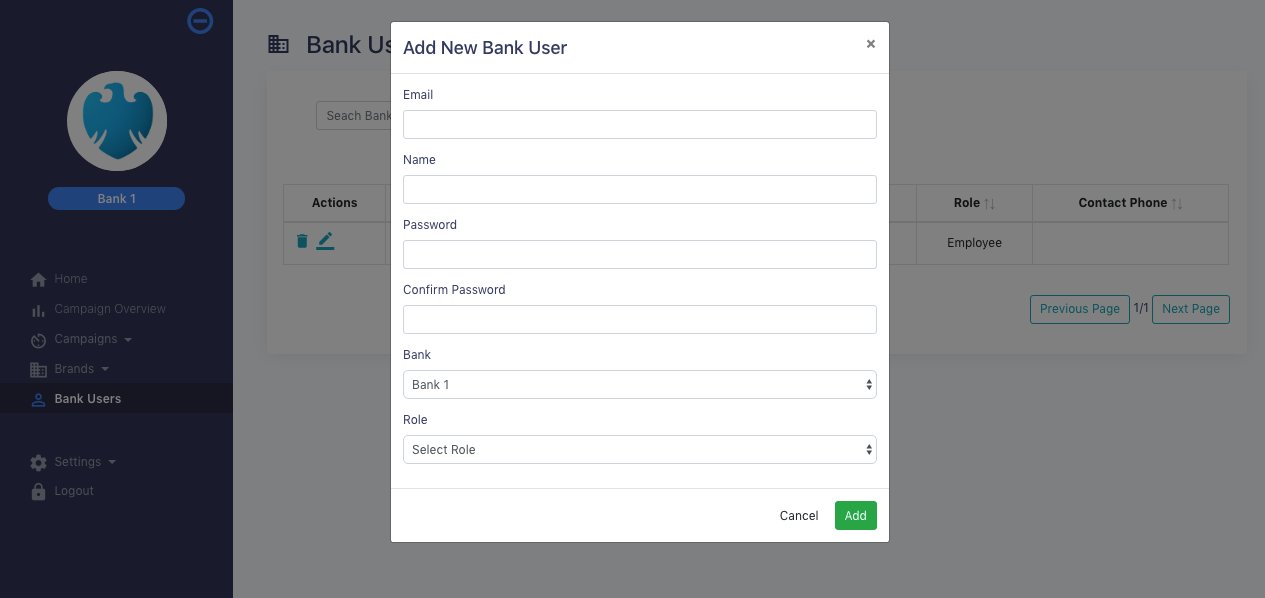 Bank 1
Home
Campaign Overview
Campaigns
Brands
Bank Users
Settings
Logout
Bank Us
Seach Bank
Actions
Role
Contact Phone
Employee
Previous Page 1/1 Next Page
Add New Bank User ×
Email
Name
Password
Confirm Password
Bank
Bank 1
Role
Select Role
Cancel Add